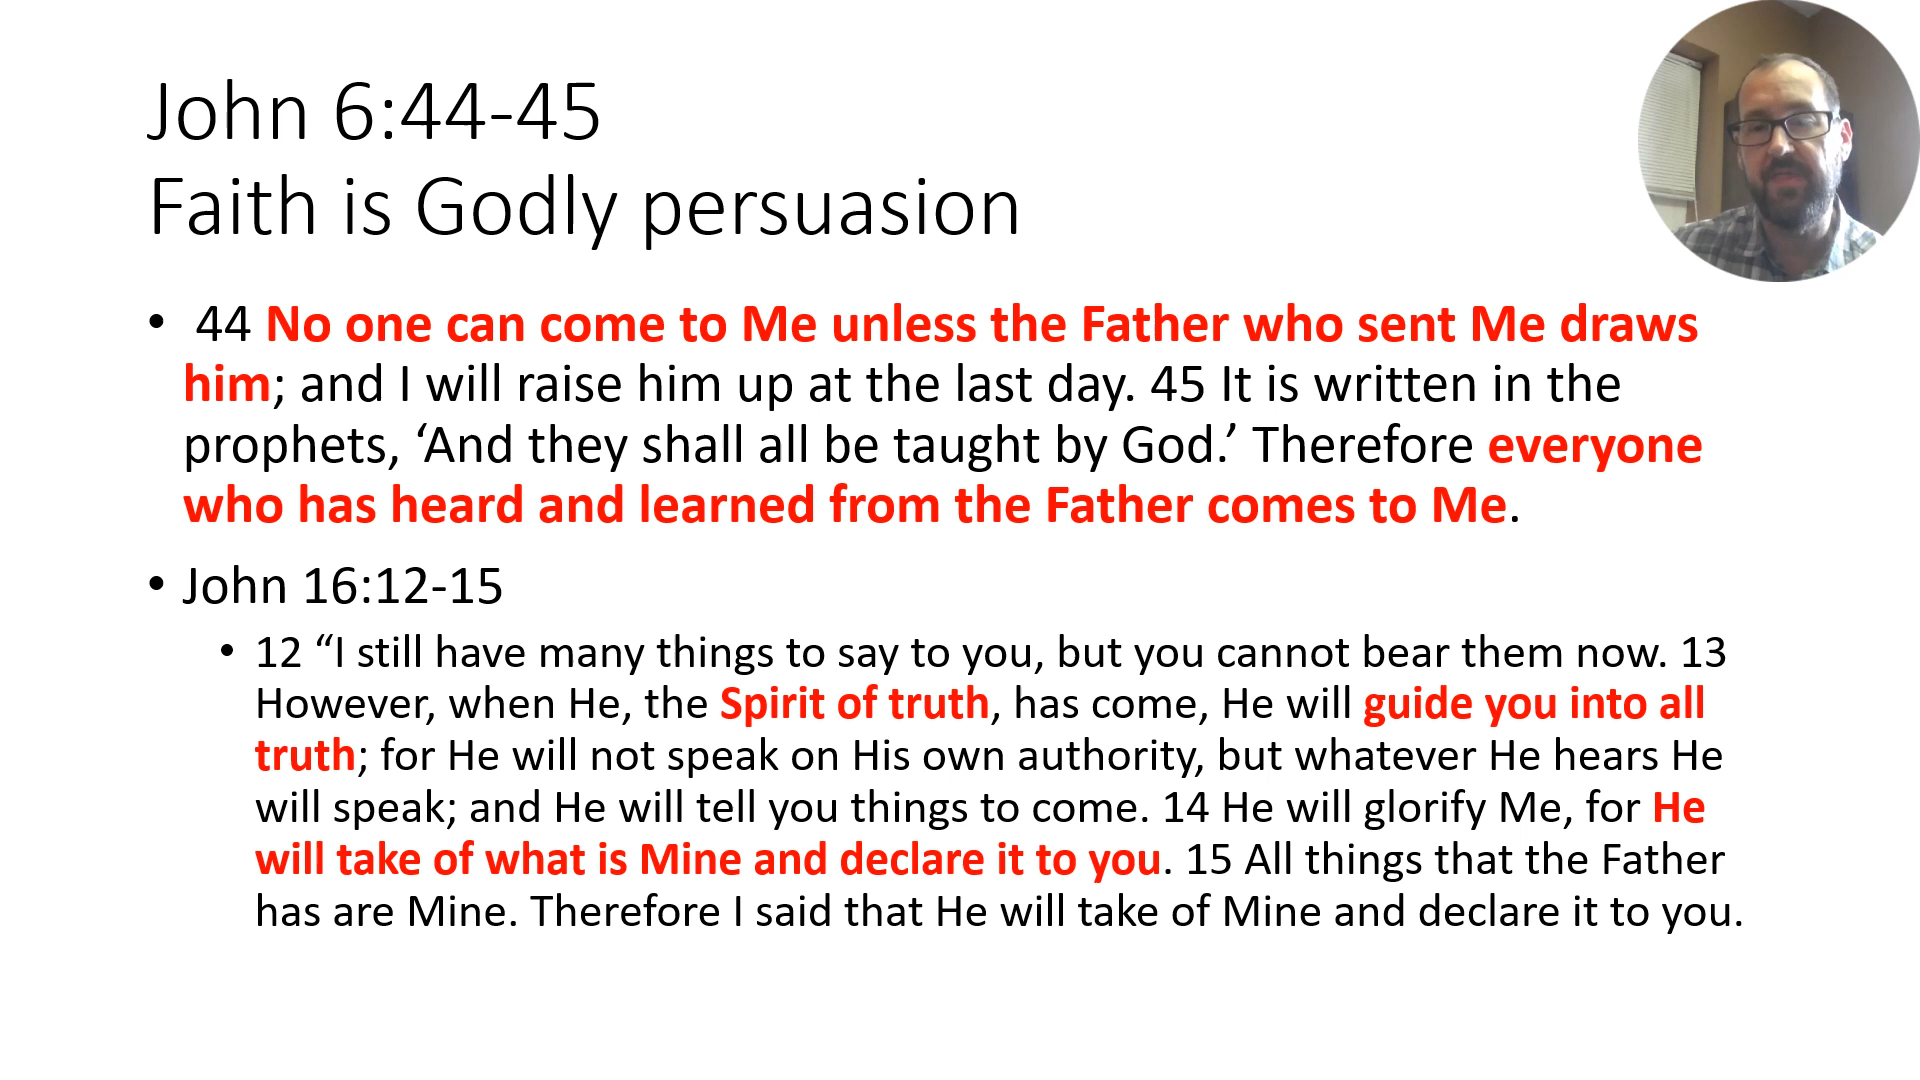 John 6:44-45
Faith is Godly persuasion
• 44 No one can come to Me unless the Father who sent Me draws
him; and I will raise him up at the last day. 45 It is written in the
prophets, ‘And they shall all be taught by God.’ Therefore everyone
who has heard and learned from the Father comes to Me.
• John 16:12-15
• 12 “I still have many things to say to you, but you cannot bear them now. 13
However, when He, the Spirit of truth, has come, He will guide you into all
truth; for He will not speak on His own authority, but whatever He hears He
will speak; and He will tell you things to come. 14 He will glorify Me, for He
will take of what is Mine and declare it to you. 15 All things that the Father
has are Mine. Therefore I said that He will take of Mine and declare it to you.